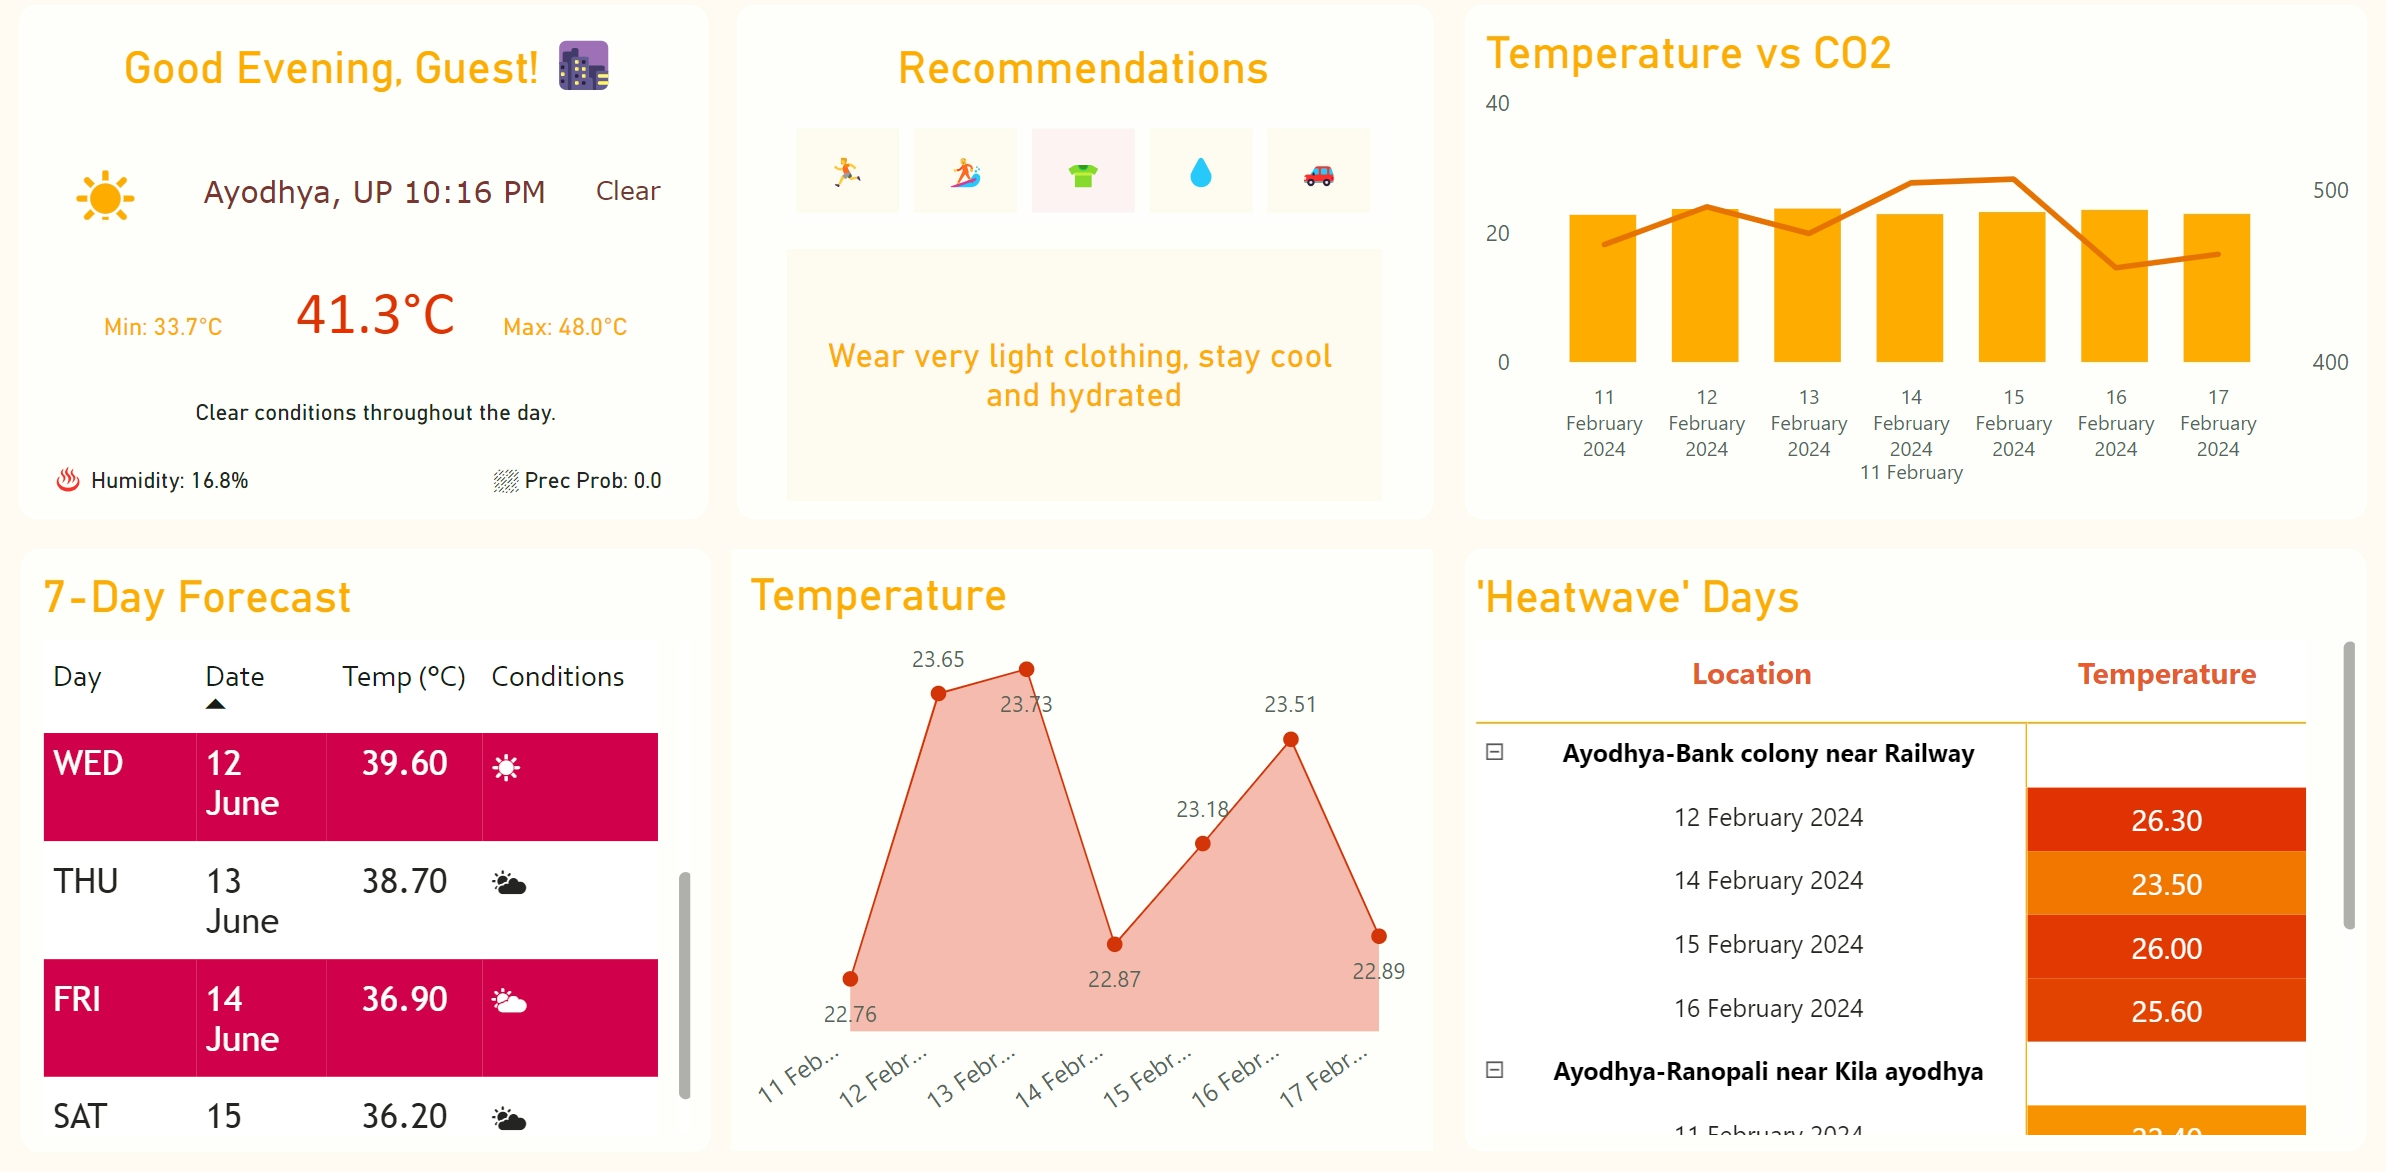 Good Evening, Guest!
Ayodhya, UP 10:16 PM Clear
Min: 33.7°C 41.3°C Max: 48.0°C
Clear conditions throughout the day.
Humidity: 16.8% Prec Prob: 0.0
Recommendations
Wear very light clothing, stay cool
and hydrated
Temperature vs CO2
40
20
0
500
400
11 February 2024
12 February 2024
13 February 2024
14 February 2024
15 February 2024
16 February 2024
17 February 2024
11 February
7-Day Forecast
Day Date Temp (°C) Conditions
WED 12 June 39.60
THU 13 June 38.70
FRI 14 June 36.90
SAT 15 36.20
Temperature
23.65
23.73
23.51
23.18
22.87
22.89
22.76
11 Feb...
12 Febr...
13 Febr...
14 Febr...
15 Febr...
16 Febr...
17 Febr...
'Heatwave' Days
Location Temperature
Ayodhya-Bank colony near Railway
12 February 2024 26.30
14 February 2024 23.50
15 February 2024 26.00
16 February 2024 25.60
Ayodhya-Ranopali near Kila ayodhya
11 February 2024